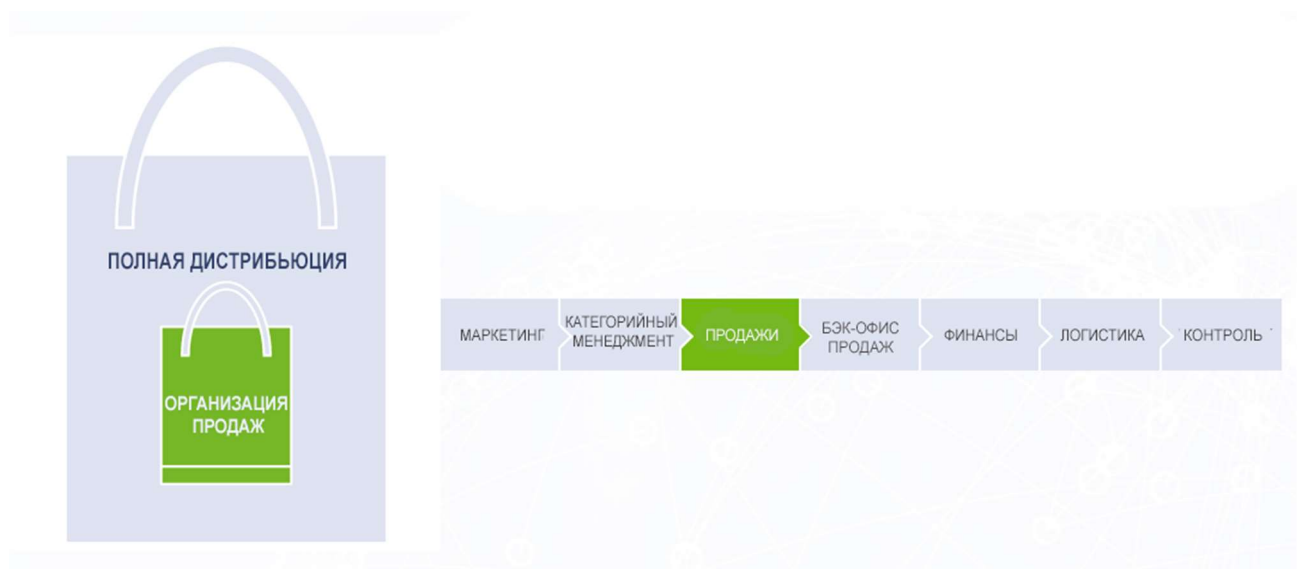 ПОЛНАЯ ДИСТРИБЬЮЦИЯ
ОРГАНИЗАЦИЯ
ПРОДАЖ
МАРКЕТИНГ
КАТЕГОРИЙНЫЙ
МЕНЕДЖМЕНТ
ПРОДАЖИ
БЭК-ОФИС
ПРОДАЖ
ФИНАНСЫ
ЛОГИСТИКА
КОНТРОЛЬ